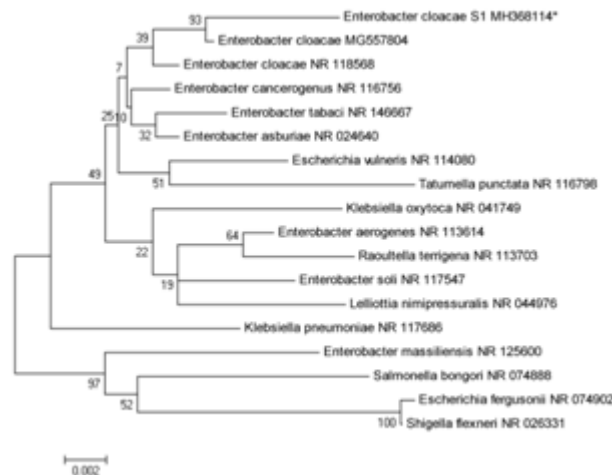 Enterobacter cloacae S1 MH368114*
93
39
Enterobacter cloacae MG557804
Enterobacter cloacae NR 118568
7
Enterobacter cancerogenus NR 116756
25
10
Enterobacter tabaci NR 146667
32
Enterobacter asburiae NR 024640
Escherichia vulneris NR 114080
49
51
Tatumella punctata NR 116798
Klebsiella oxytoca NR 041749
Enterobacter aerogenes NR 113614
64
22
Raoultella terrigena NR 113703
19
Enterobacter soli NR 117547
Lelliottia nimipressuralis NR 044976
Klebsiella pneumoniae NR 117686
Enterobacter massiliensis NR 125600
97
Salmonella bongori NR 074888
52
Escherichia fergusonii NR 074902
100
Shigella flexneri NR 026331
0.002